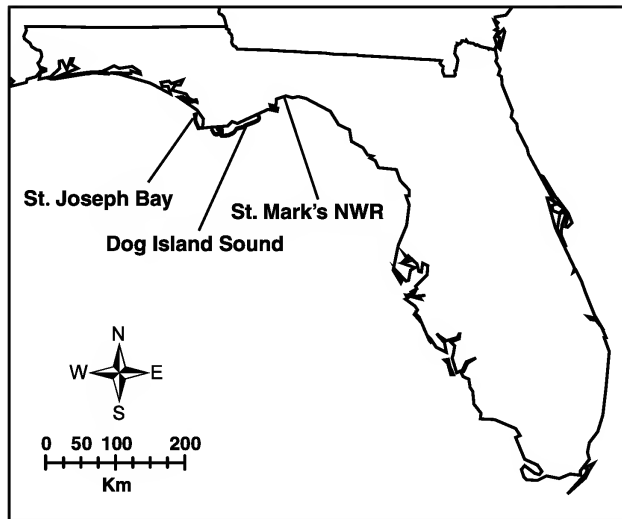 St. Joseph Bay
St. Mark's NWR
Dog Island Sound
N
W E
S
0 50 100 200
Km